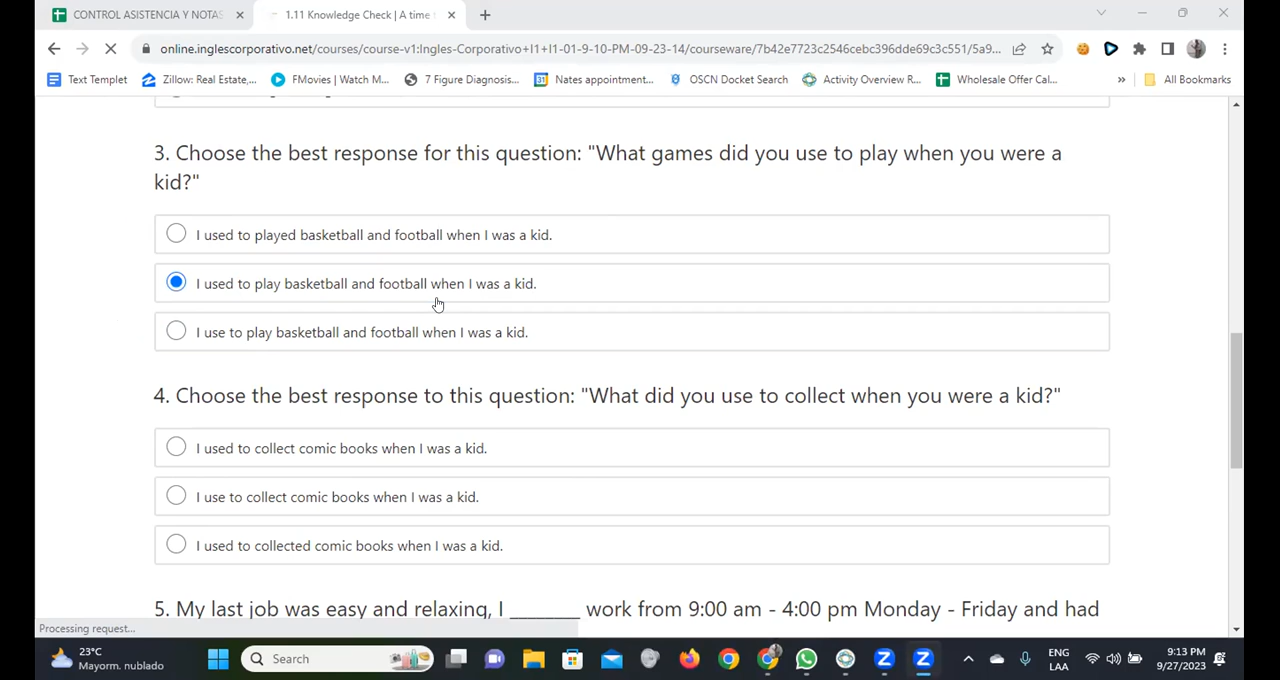 CONTROL ASISTENCIA Y NOTAS
1.11 Knowledge Check | A time
online.inglescorporativo.net/courses/course-v1:Ingles-Corporativo+I1+I1-01-9-10-PM-09-23-14/courseware/7b42e7723c2546cebc396dde69c3c551/5a9...
Text Templet
Zillow: Real Estate,...
FMovies | Watch M...
7 Figure Diagnosis...
Nates appointment...
OSCN Docket Search
Activity Overview R...
Wholesale Offer Cal...
»
All Bookmarks
3. Choose the best response for this question: "What games did you use to play when you were a
kid?"
I used to played basketball and football when I was a kid.
I used to play basketball and football when I was a kid.
I use to play basketball and football when I was a kid.
4. Choose the best response to this question: "What did you use to collect when you were a kid?"
I used to collect comic books when I was a kid.
I use to collect comic books when I was a kid.
I used to collected comic books when I was a kid.
5. My last job was easy and relaxing, I ________ work from 9:00 am - 4:00 pm Monday - Friday and had
Processing request...
23°C
Mayorm. nublado
Search
ENG
LAA
9:13 PM
9/27/2023